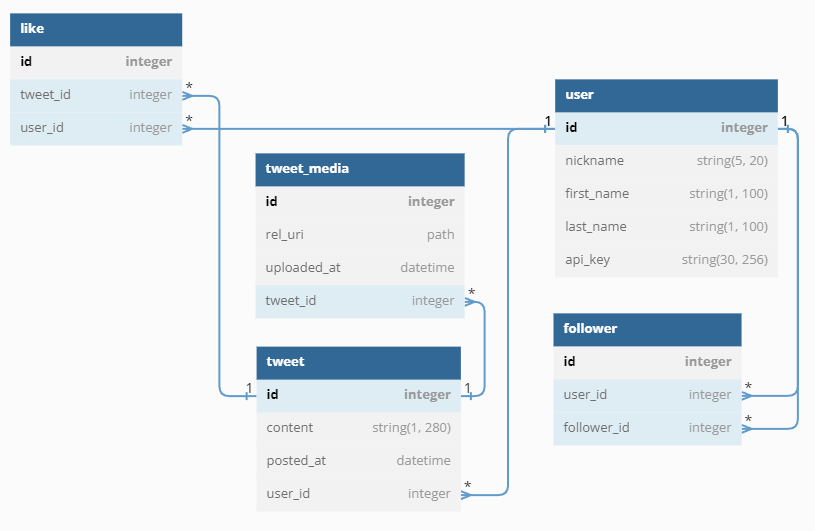 like
id integer
tweet_id integer *
user_id integer *
user
1 id integer 1
nickname string(5, 20)
first_name string(1, 100)
last_name string(1, 100)
api_key string(30, 256)
tweet_media
id integer
rel_uri path
uploaded_at datetime
tweet_id integer *
follower
id integer
user_id integer *
follower_id integer *
tweet
1 id integer 1
content string(1, 280)
posted_at datetime
user_id integer *